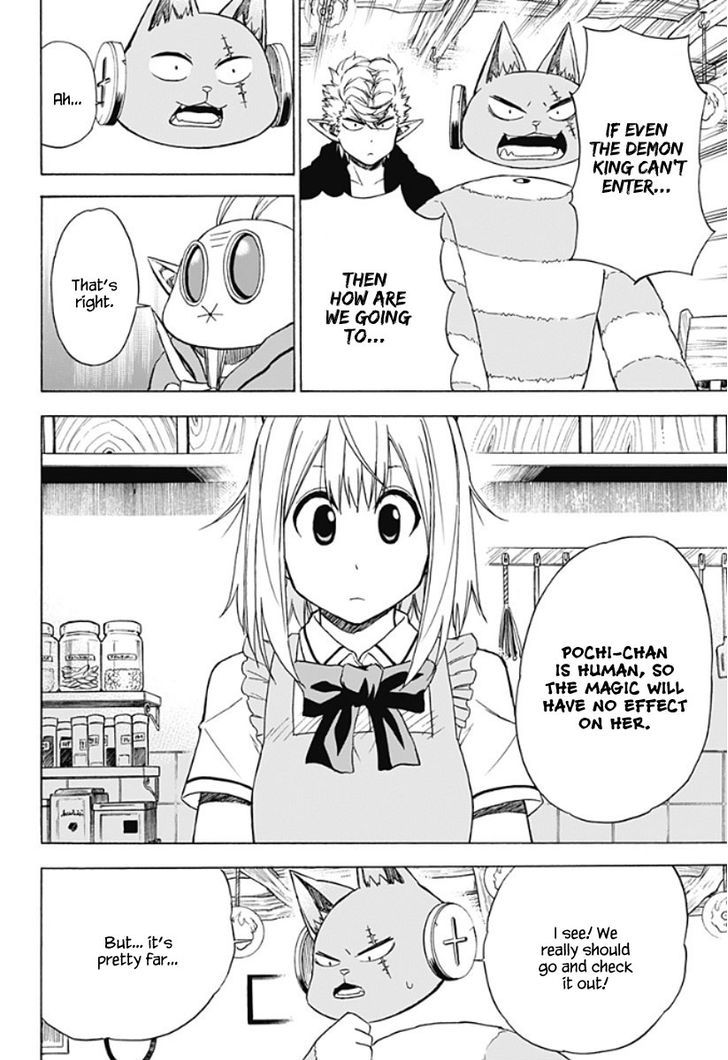 IF EVEN
THE DEMON
KING CAN'T
ENTER...
THEN
HOW ARE
WE GOING
TO...
Ah...
That's
right.
POCHI-CHAN
IS HUMAN, SO
THE MAGIC WILL
HAVE NO EFFECT
ON HER.
I see! We
really should
go and check
it out!
But... it's
pretty far...